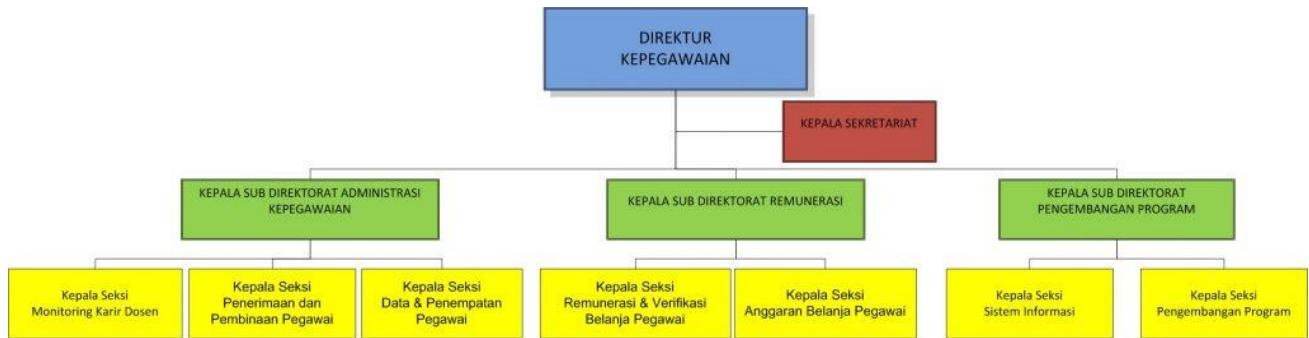 DIREKTUR
KEPEGAWAIAN
KEPALA SEKRETARIAT
KEPALA SUB DIREKTORAT ADMINISTRASI
KEPEGAWAIAN
KEPALA SUB DIREKTORAT REMUNERASI
KEPALA SUB DIREKTORAT
PENGEMBANGAN PROGRAM
Kepala Seksi
Monitoring Karir Dosen
Kepala Seksi
Penerimaan dan
Pembinaan Pegawai
Kepala Seksi
Data & Penempatan
Pegawai
Kepala Seksi
Remunerasi & Verifikasi
Belanja Pegawai
Kepala Seksi
Anggaran Belanja Pegawai
Kepala Seksi
Sistem Informasi
Kepala Seksi
Pengembangan Program